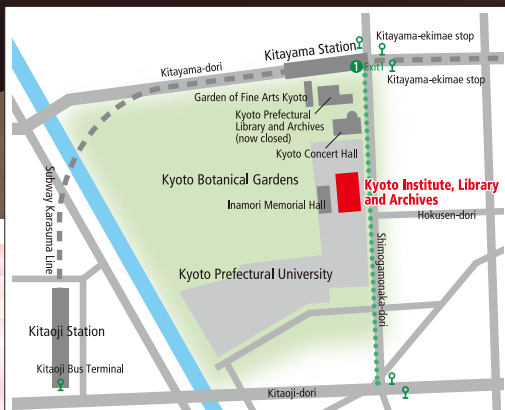 Kitayama Station
Kitayama-ekimae stop
Kitayama-dori
1 Exit1
Kitayama-ekimae stop
Garden of Fine Arts Kyoto
Kyoto Prefectural
Library and Archives
(now closed)
Kyoto Concert Hall
Kyoto Botanical Gardens
Kyoto Institute, Library
and Archives
Inamori Memorial Hall
Hokusen-dori
Subway Karasuma Line
Shimogamonaka-dori
Kyoto Prefectural University
Kitaoji Station
Kitaoji Bus Terminal
Kitaoji-dori